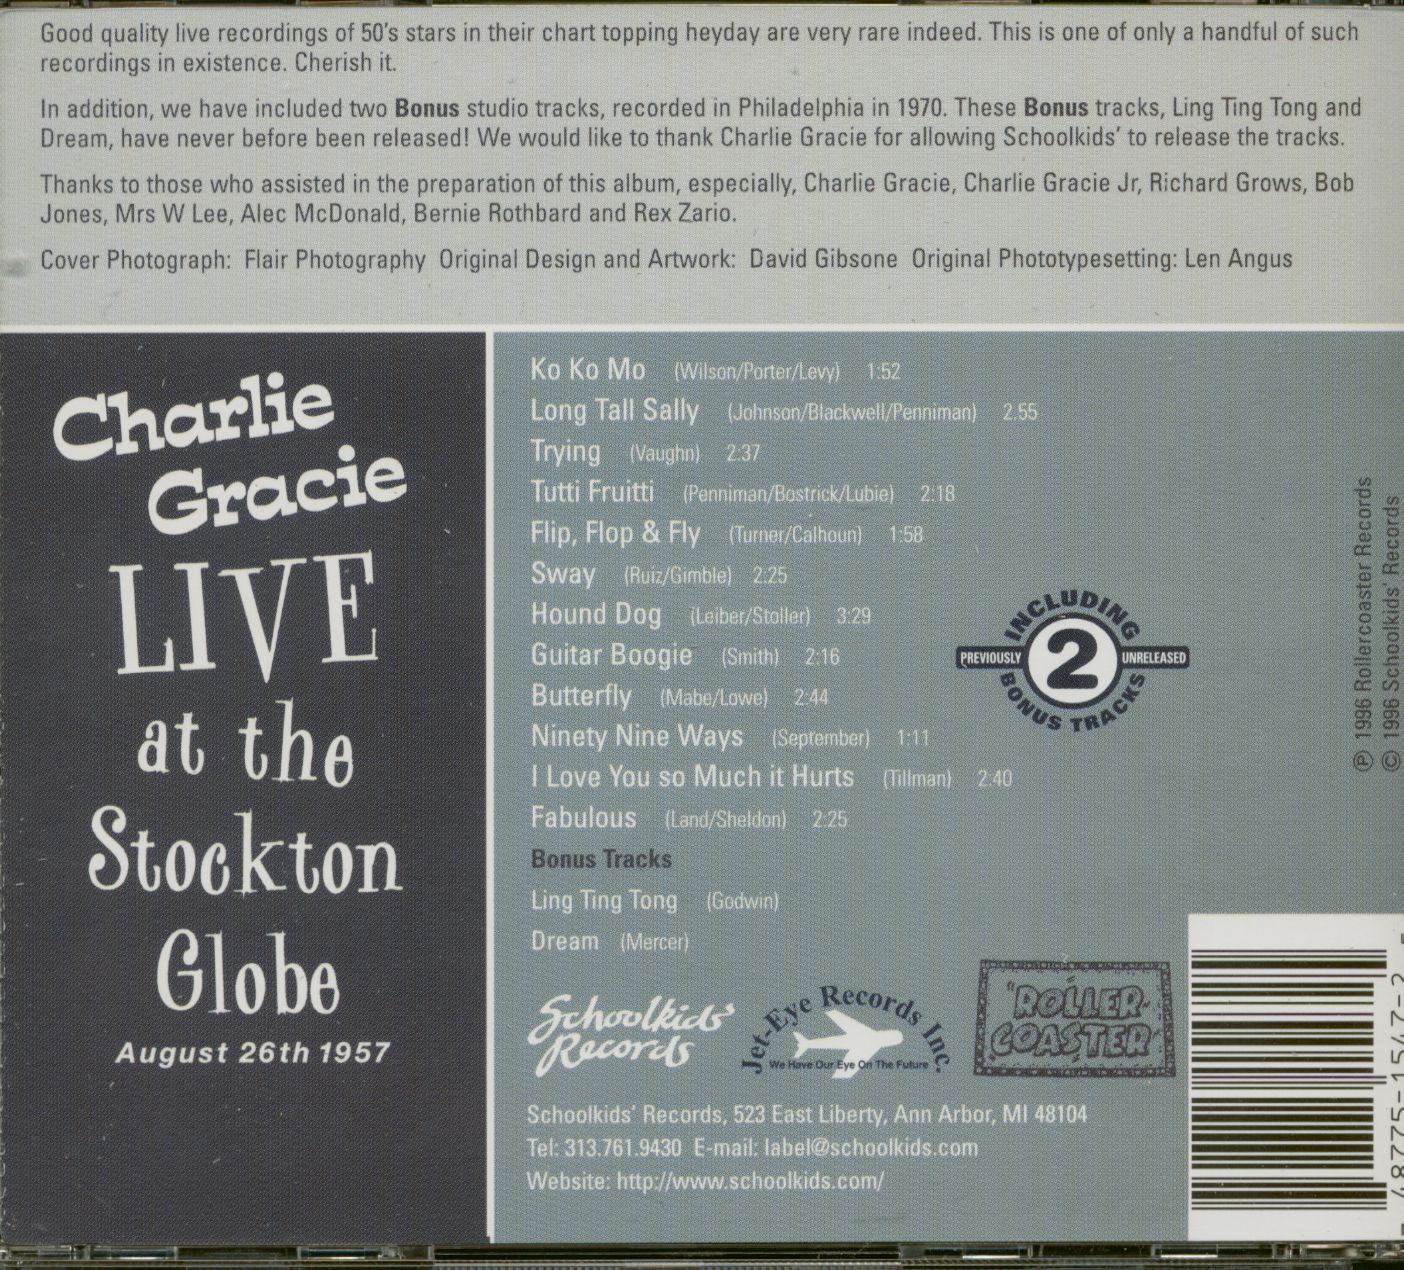 Good quality live recordings of 50's stars in their chart topping heyday are very rare indeed. This is one of only a handful of such
recordings in existence. Cherish it.
In addition, we have included two Bonus studio tracks, recorded in Philadelphia in 1970. These Bonus tracks, Ling Ting Tong and
Dream, have never before been released! We would like to thank Charlie Gracie for allowing Schoolkids' to release the tracks.
Thanks to those who assisted in the preparation of this album, especially, Charlie Gracie, Charlie Gracie Jr, Richard Grows, Bob
Jones, Mrs W Lee, Alec McDonald, Bernie Rothbard and Rex Zario.
Cover Photograph: Flair Photography Original Design and Artwork: David Gibsone Original Phototypesetting: Len Angus
Charlie
Gracie
LIVE
at the
Stockton
Globe
August 26th 1957
Ko Ko Mo (Wilson/Porter/Levy) 1:52
Long Tall Sally (Johnson/Blackwell/Penniman) 2.55
Trying (Vaughn) 2:37
Tutti Fruitti (Penniman/Bostrick/Lubie) 2:18
Flip, Flop & Fly (Turner/Calhoun) 1:58
Sway (Ruiz/Gimble) 2:25
Hound Dog (Leiber/Stoller) 3:29
Guitar Boogie (Smith) 2:16
Butterfly (Mabe/Lowe) 2:44
Ninety Nine Ways (September) 1:11
I Love You so Much it Hurts (Tillman) 2:40
Fabulous (Land/Sheldon) 2:25
Bonus Tracks
Ling Ting Tong (Godwin)
Dream (Mercer)
INCLUDING
PREVIOUSLY 2 UNRELEASED
BONUS TRACKS
℗ 1996 Rollercoaster Records
© 1996 Schoolkids' Records
Schoolkids'
Records
Jet-Eye Records Inc.
We Have Our Eye On The Future
"ROLLER-
COASTER"
Schoolkids' Records, 523 East Liberty, Ann Arbor, MI 48104
Tel: 313.761.9430 E-mail: label@schoolkids.com
Website: http://www.schoolkids.com/
48775-1547-2